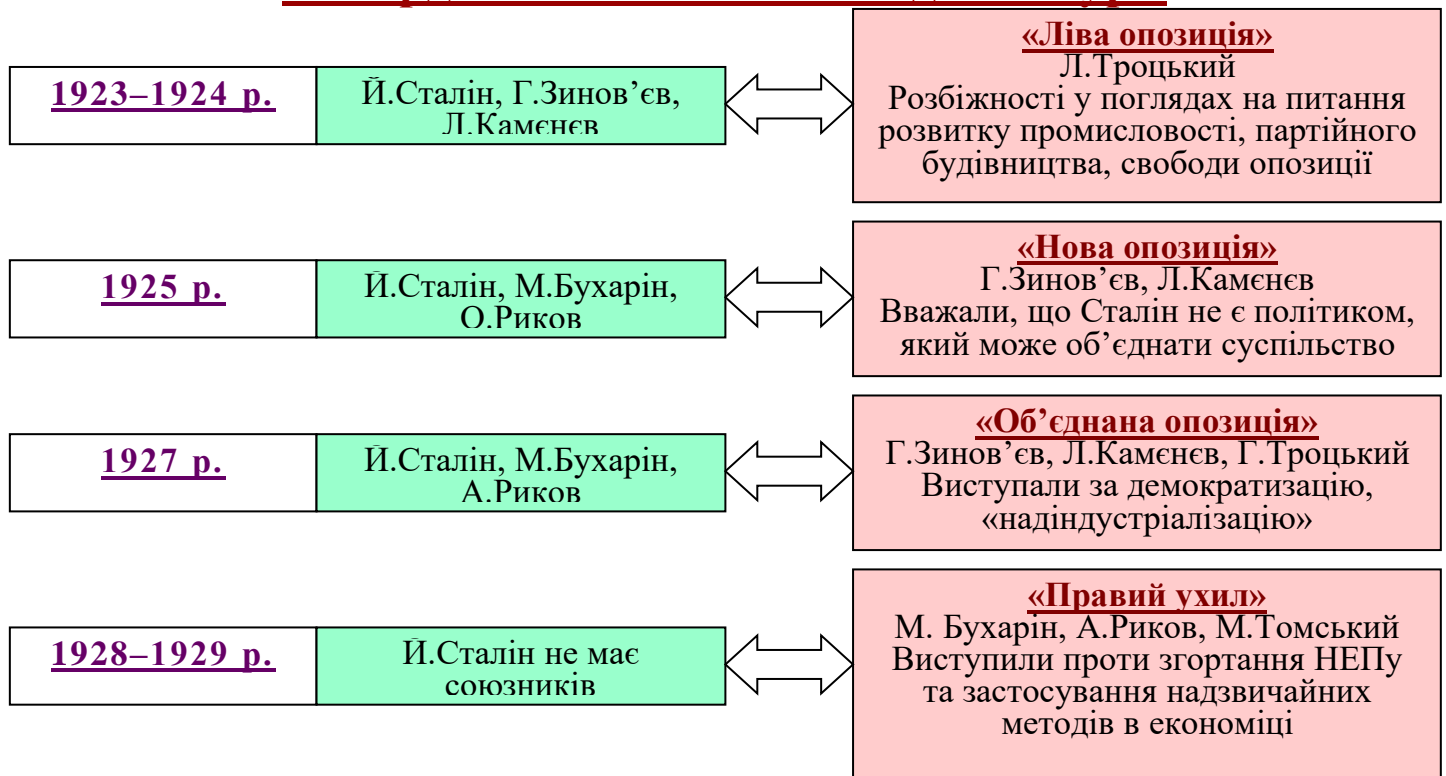 1923–1924 р.
Й.Сталін, Г.Зинов’єв,
Л.Камєнєв
«Ліва опозиція»
Л.Троцький
Розбіжності у поглядах на питання
розвитку промисловості, партійного
будівництва, свободи опозиції
1925 р.
Й.Сталін, М.Бухарін,
О.Риков
«Нова опозиція»
Г.Зинов’єв, Л.Камєнєв
Вважали, що Сталін не є політиком,
який може об’єднати суспільство
1927 р.
Й.Сталін, М.Бухарін,
А.Риков
«Об’єднана опозиція»
Г.Зинов’єв, Л.Камєнєв, Г.Троцький
Виступали за демократизацію,
«надіндустріалізацію»
1928–1929 р.
Й.Сталін не має
союзників
«Правий ухил»
М. Бухарін, А.Риков, М.Томський
Виступили проти згортання НЕПу
та застосування надзвичайних
методів в економіці